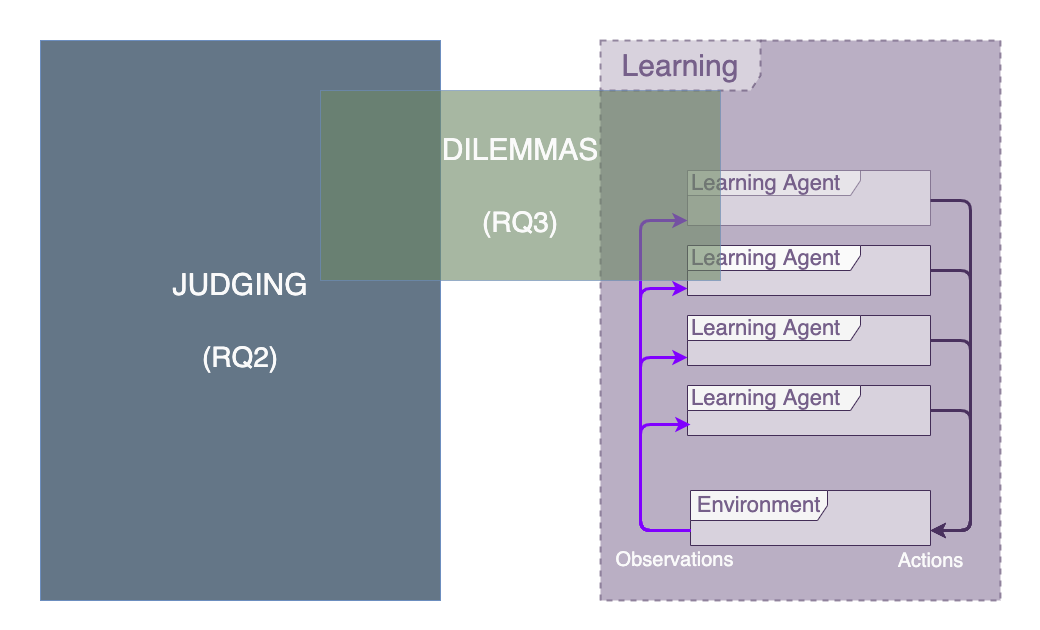 JUDGING
(RQ2)
DILEMMAS
(RQ3)
Learning
Learning Agent
Learning Agent
Learning Agent
Learning Agent
Environment
Observations
Actions